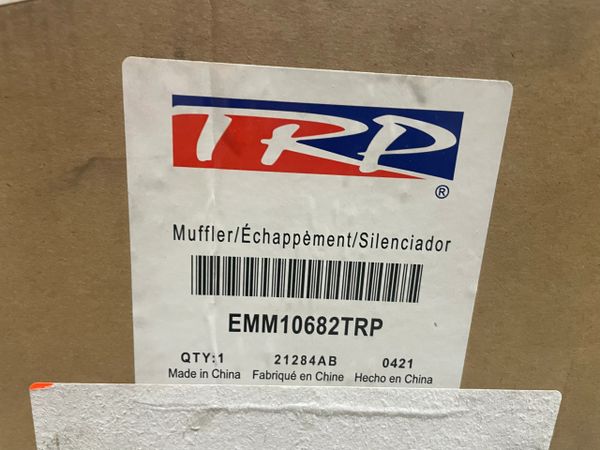 TRP
®
Muffler/Échappèment/Silenciador
EMM10682TRP
QTY:1 21284AB 0421
Made in China Fabriqué en Chine Hecho en China